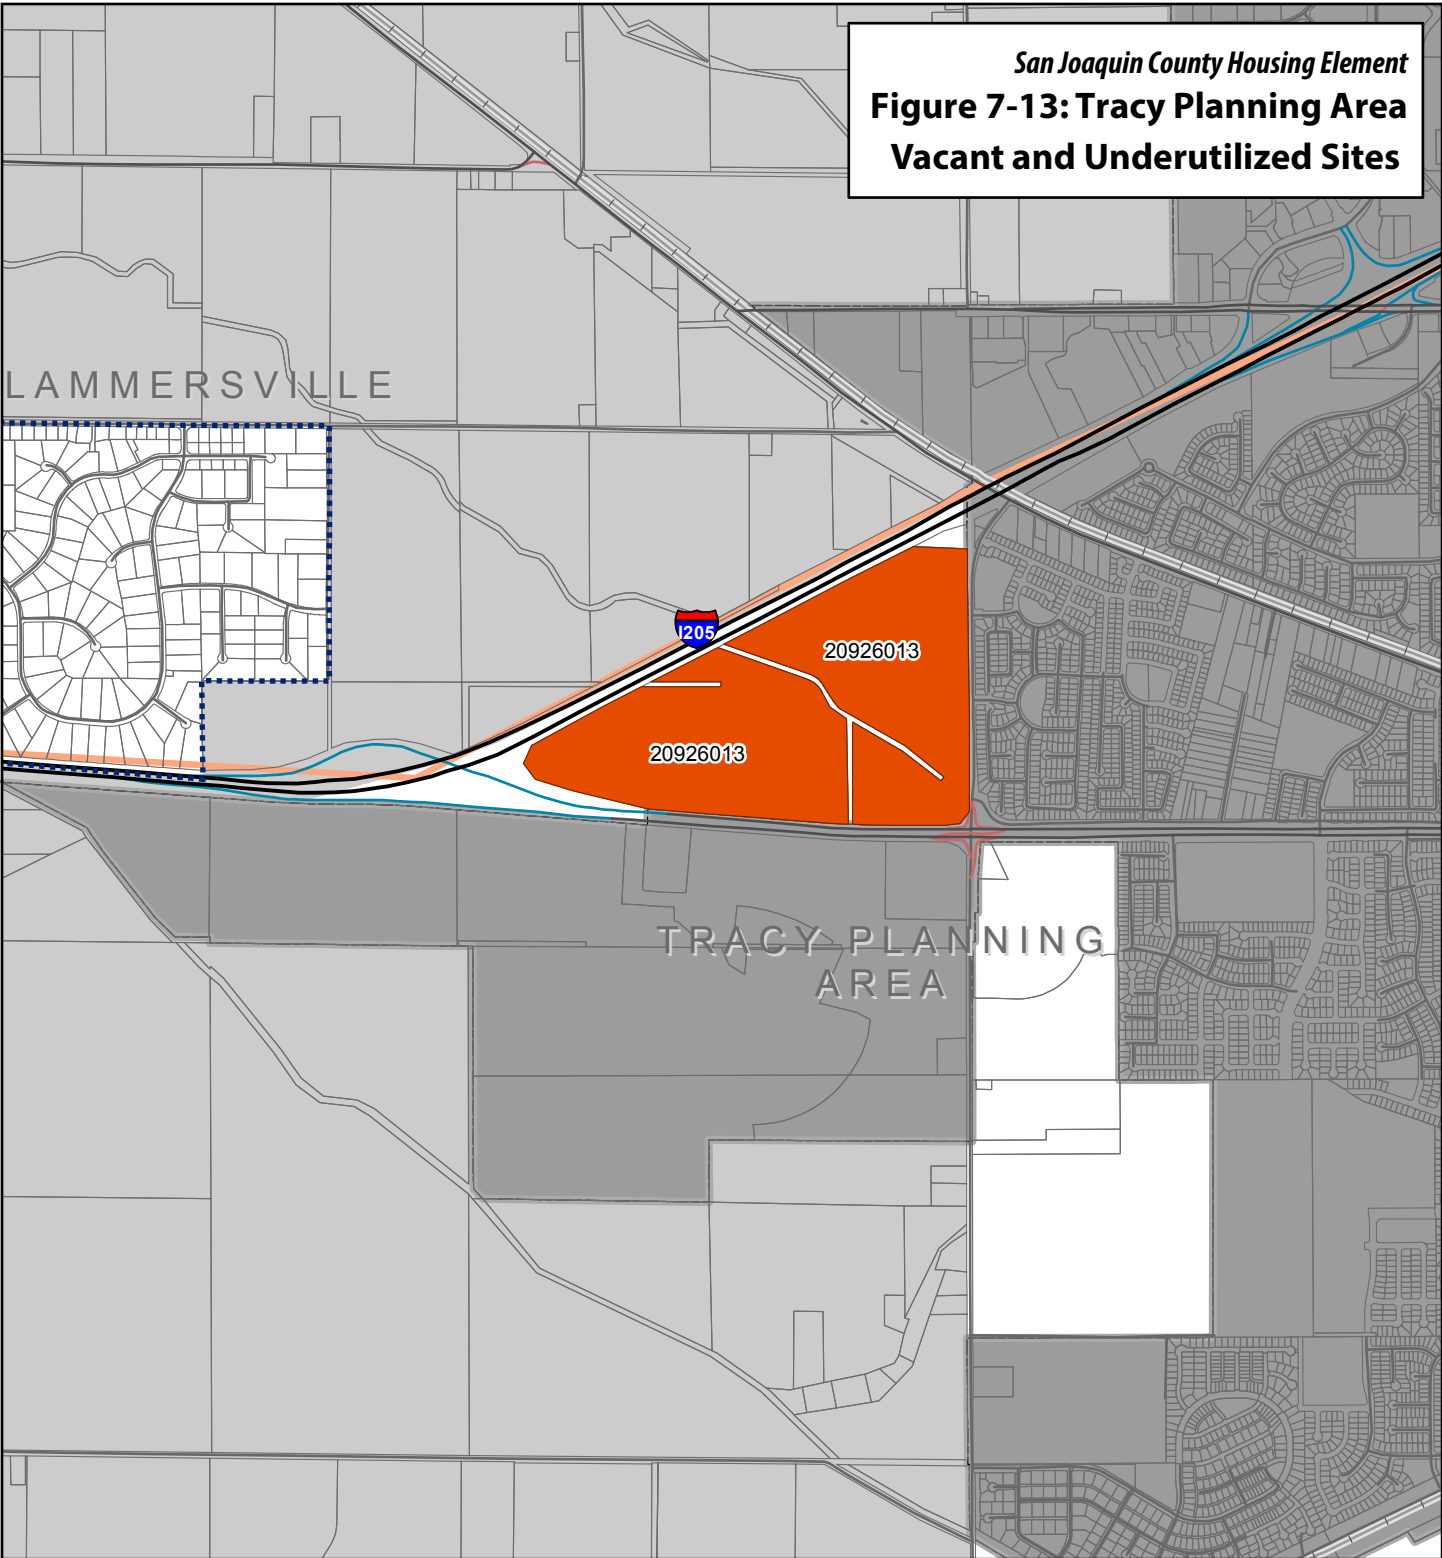 San Joaquin County Housing Element
Figure 7-13: Tracy Planning Area
Vacant and Underutilized Sites
LAMMERSVILLE
I205
20926013
20926013
TRACY PLANNING
AREA